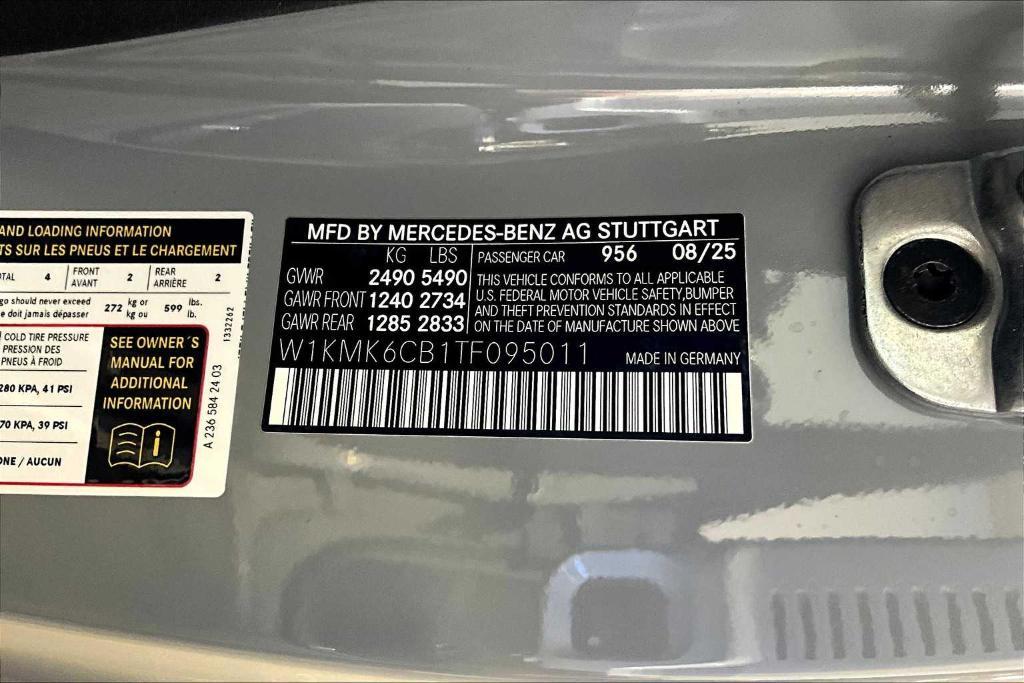 AND LOADING INFORMATION
TS SUR LES PNEUS ET LE CHARGEMENT
TAL 4 FRONT AVANT 2 REAR ARRIÈRE 2
go should never exceed
e doit jamais dépasser
272 kg or kg ou 599 lbs. lb.
COLD TIRE PRESSURE
PRESSION DES
PNEUS À FROID
280 KPA, 41 PSI
70 KPA, 39 PSI
ONE / AUCUN
SEE OWNER´S
MANUAL FOR
ADDITIONAL
INFORMATION
i
1332262
A 236 584 24 03
MFD BY MERCEDES-BENZ AG STUTTGART
KG LBS
GVWR 2490 5490
GAWR FRONT 1240 2734
GAWR REAR 1285 2833
PASSENGER CAR 956 08/25
THIS VEHICLE CONFORMS TO ALL APPLICABLE
U.S. FEDERAL MOTOR VEHICLE SAFETY,BUMPER
AND THEFT PREVENTION STANDARDS IN EFFECT
ON THE DATE OF MANUFACTURE SHOWN ABOVE
W1KMK6CB1TF095011 MADE IN GERMANY